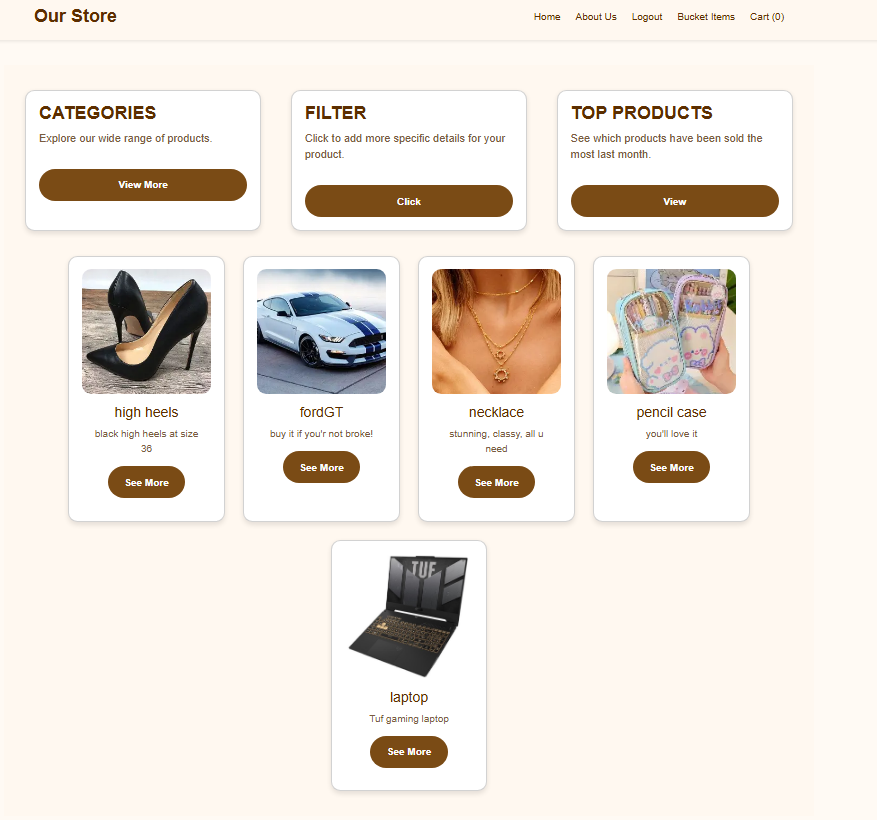 Our Store
Home About Us Logout Bucket Items Cart (0)
CATEGORIES
Explore our wide range of products.
View More
FILTER
Click to add more specific details for your
product.
Click
TOP PRODUCTS
See which products have been sold the
most last month.
View
high heels
black high heels at size
36
See More
fordGT
buy it if you'r not broke!
See More
necklace
stunning, classy, all u
need
See More
pencil case
you'll love it
See More
TUF
laptop
Tuf gaming laptop
See More